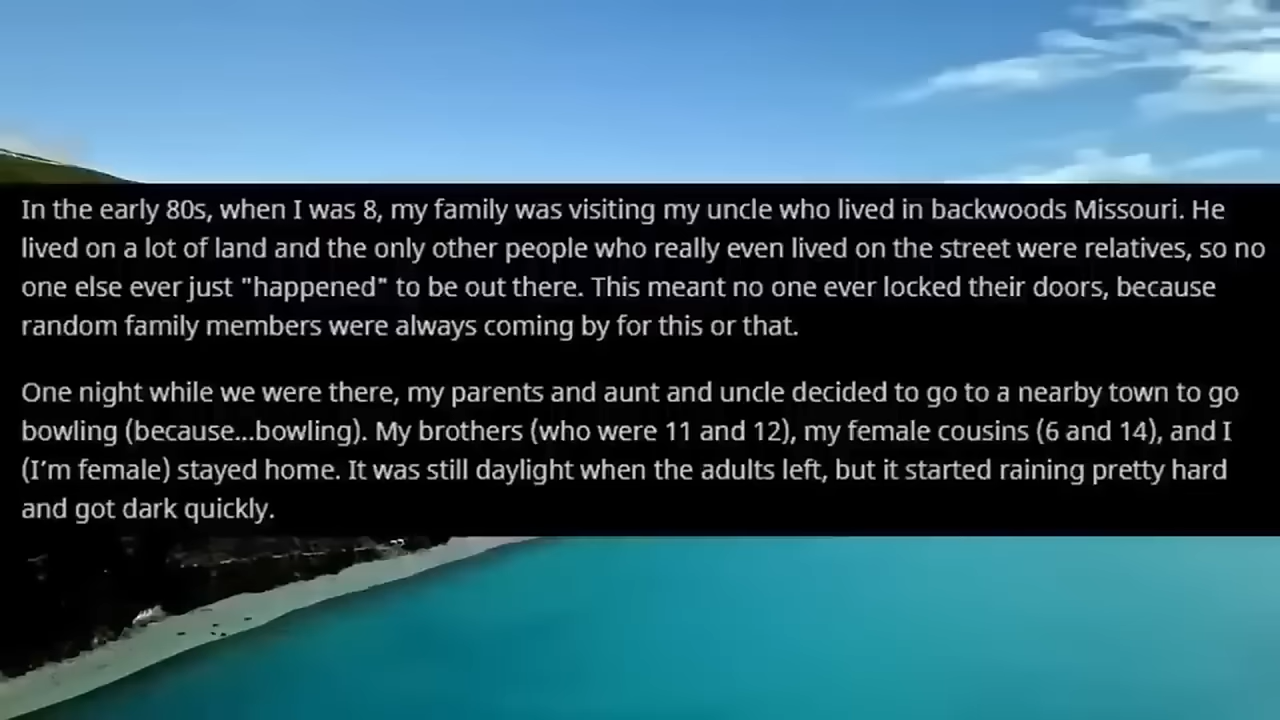 In the early 80s, when I was 8, my family was visiting my uncle who lived in backwoods Missouri. He
lived on a lot of land and the only other people who really even lived on the street were relatives, so no
one else ever just "happened" to be out there. This meant no one ever locked their doors, because
random family members were always coming by for this or that.
One night while we were there, my parents and aunt and uncle decided to go to a nearby town to go
bowling (because...bowling). My brothers (who were 11 and 12), my female cousins (6 and 14), and I
(I’m female) stayed home. It was still daylight when the adults left, but it started raining pretty hard
and got dark quickly.